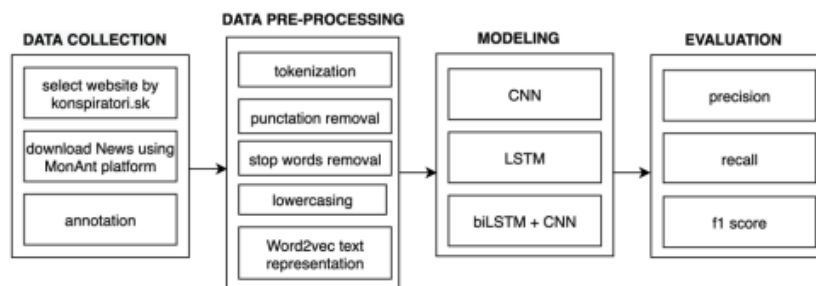 DATA COLLECTION
select website by
konspiratori.sk
download News using
MonAnt platform
annotation
DATA PRE-PROCESSING
tokenization
punctation removal
stop words removal
lowercasing
Word2vec text
representation
MODELING
CNN
LSTM
biLSTM + CNN
EVALUATION
precision
recall
f1 score